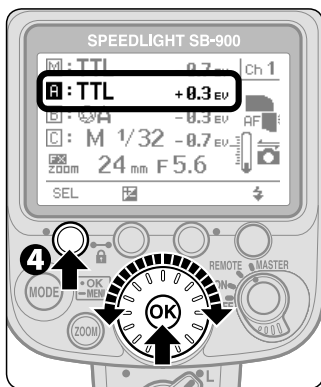 SPEEDLIGHT SB-900
M : TTL 0.7 EV Ch 1
A : TTL +0.3 EV
B : A - 0.3 EV AF
C : M 1/32 - 0.7 EV
FX zoom 24 mm F 5.6
SEL
4
REMOTE MASTER
MODE OK MENU ON
ZOOM OK
L